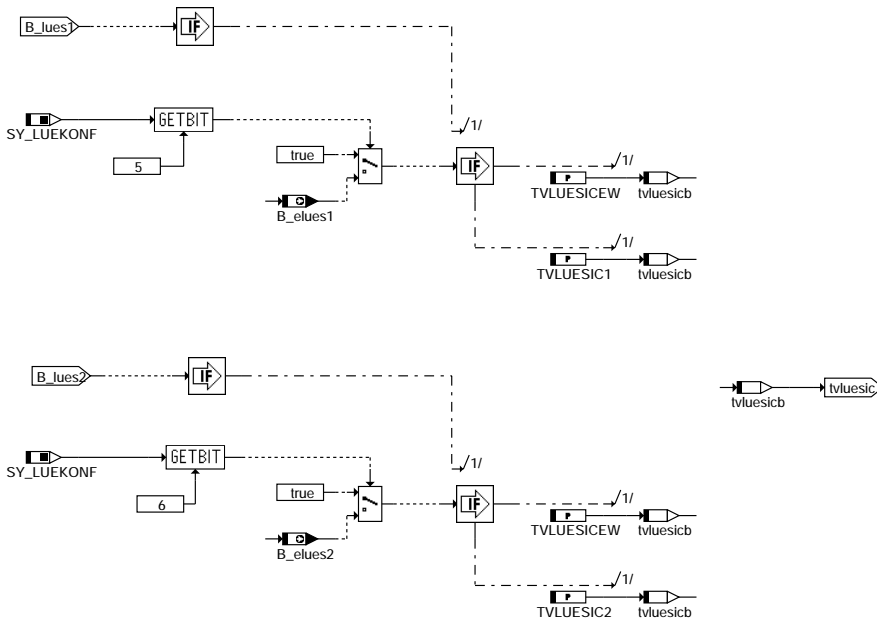 B_lues1
IF
/1/
SY_LUEKONF
GETBIT
5
true
B_elues1
IF
/1/
TVLUESICEW
tvluesicb
/1/
TVLUESIC1
tvluesicb
B_lues2
IF
tvluesicb
tvluesic
/1/
SY_LUEKONF
GETBIT
6
true
B_elues2
IF
/1/
P
TVLUESICEW
tvluesicb
/1/
P
TVLUESIC2
tvluesicb